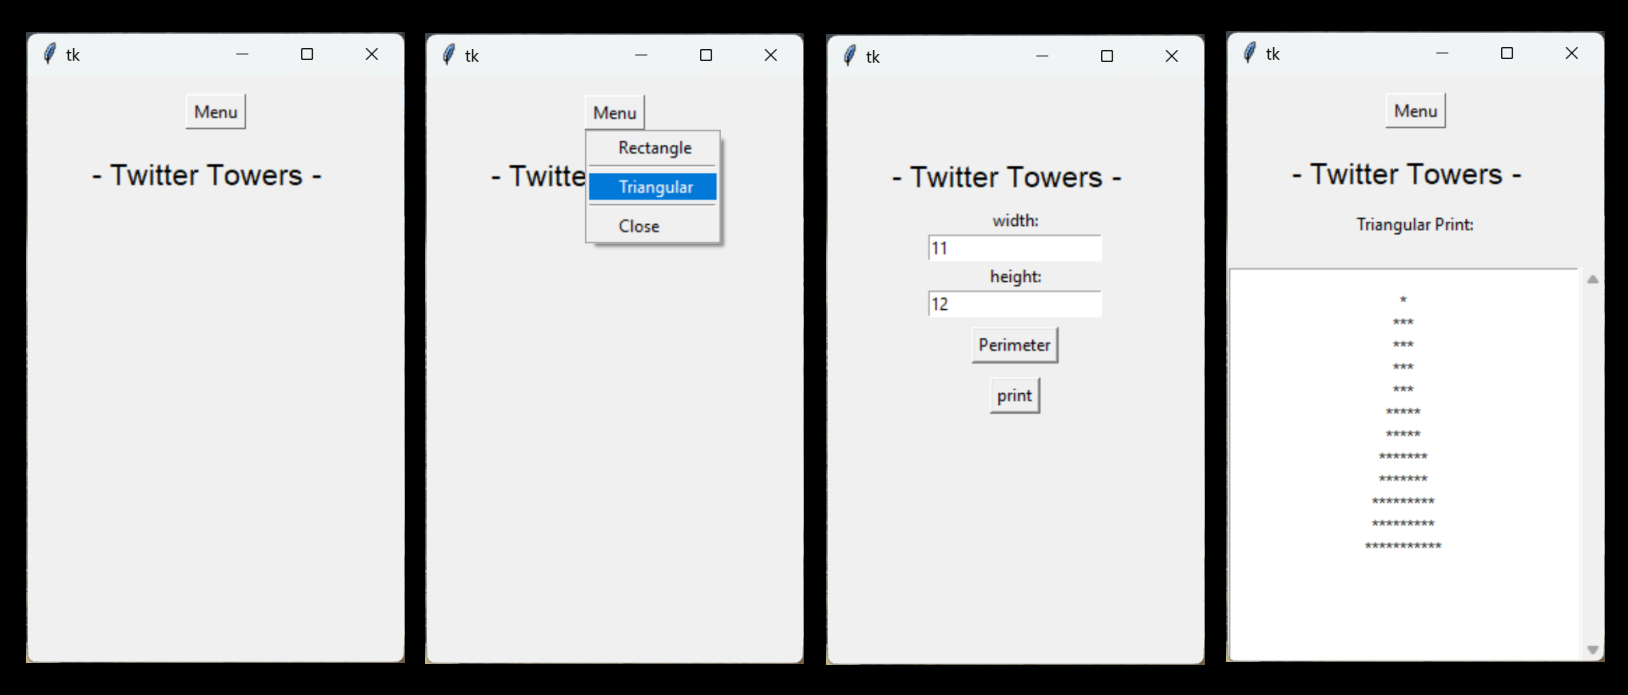 tk
Menu
- Twitter Towers -
tk
Menu
Rectangle
- Twitte
Triangular
Close
tk
- Twitter Towers -
width:
11
height:
12
Perimeter
print
tk
Menu
- Twitter Towers -
Triangular Print:
*
***
***
***
***
*****
*****
*******
*******
*********
*********
***********